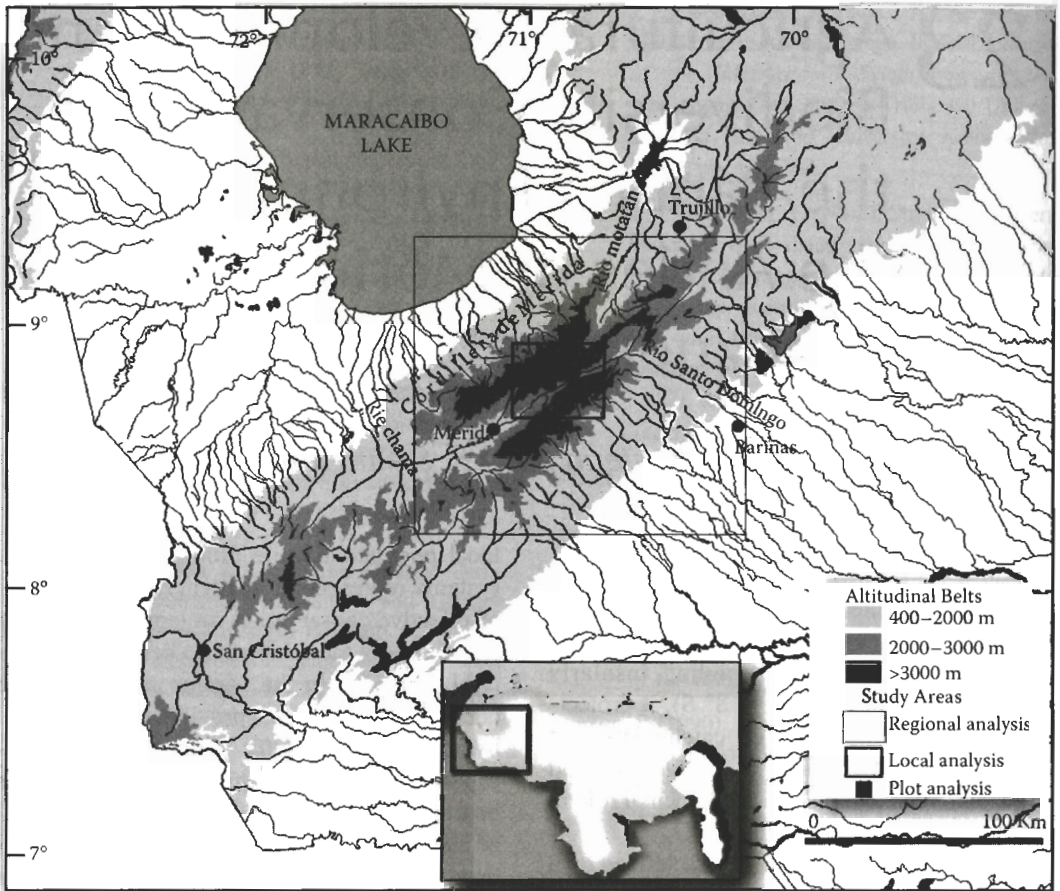 72°
71°
70°
10°
MARACAIBO
LAKE
Trujillo
Rio motatán
9°
Cordillera de Merida
Rio Santo Domingo
Rio chama
Merida
Barinas
8°
San Cristóbal
Altitudinal Belts
400–2000 m
2000–3000 m
>3000 m
Study Areas
Regional analysis
Local analysis
Plot analysis
0 100 Km
7°